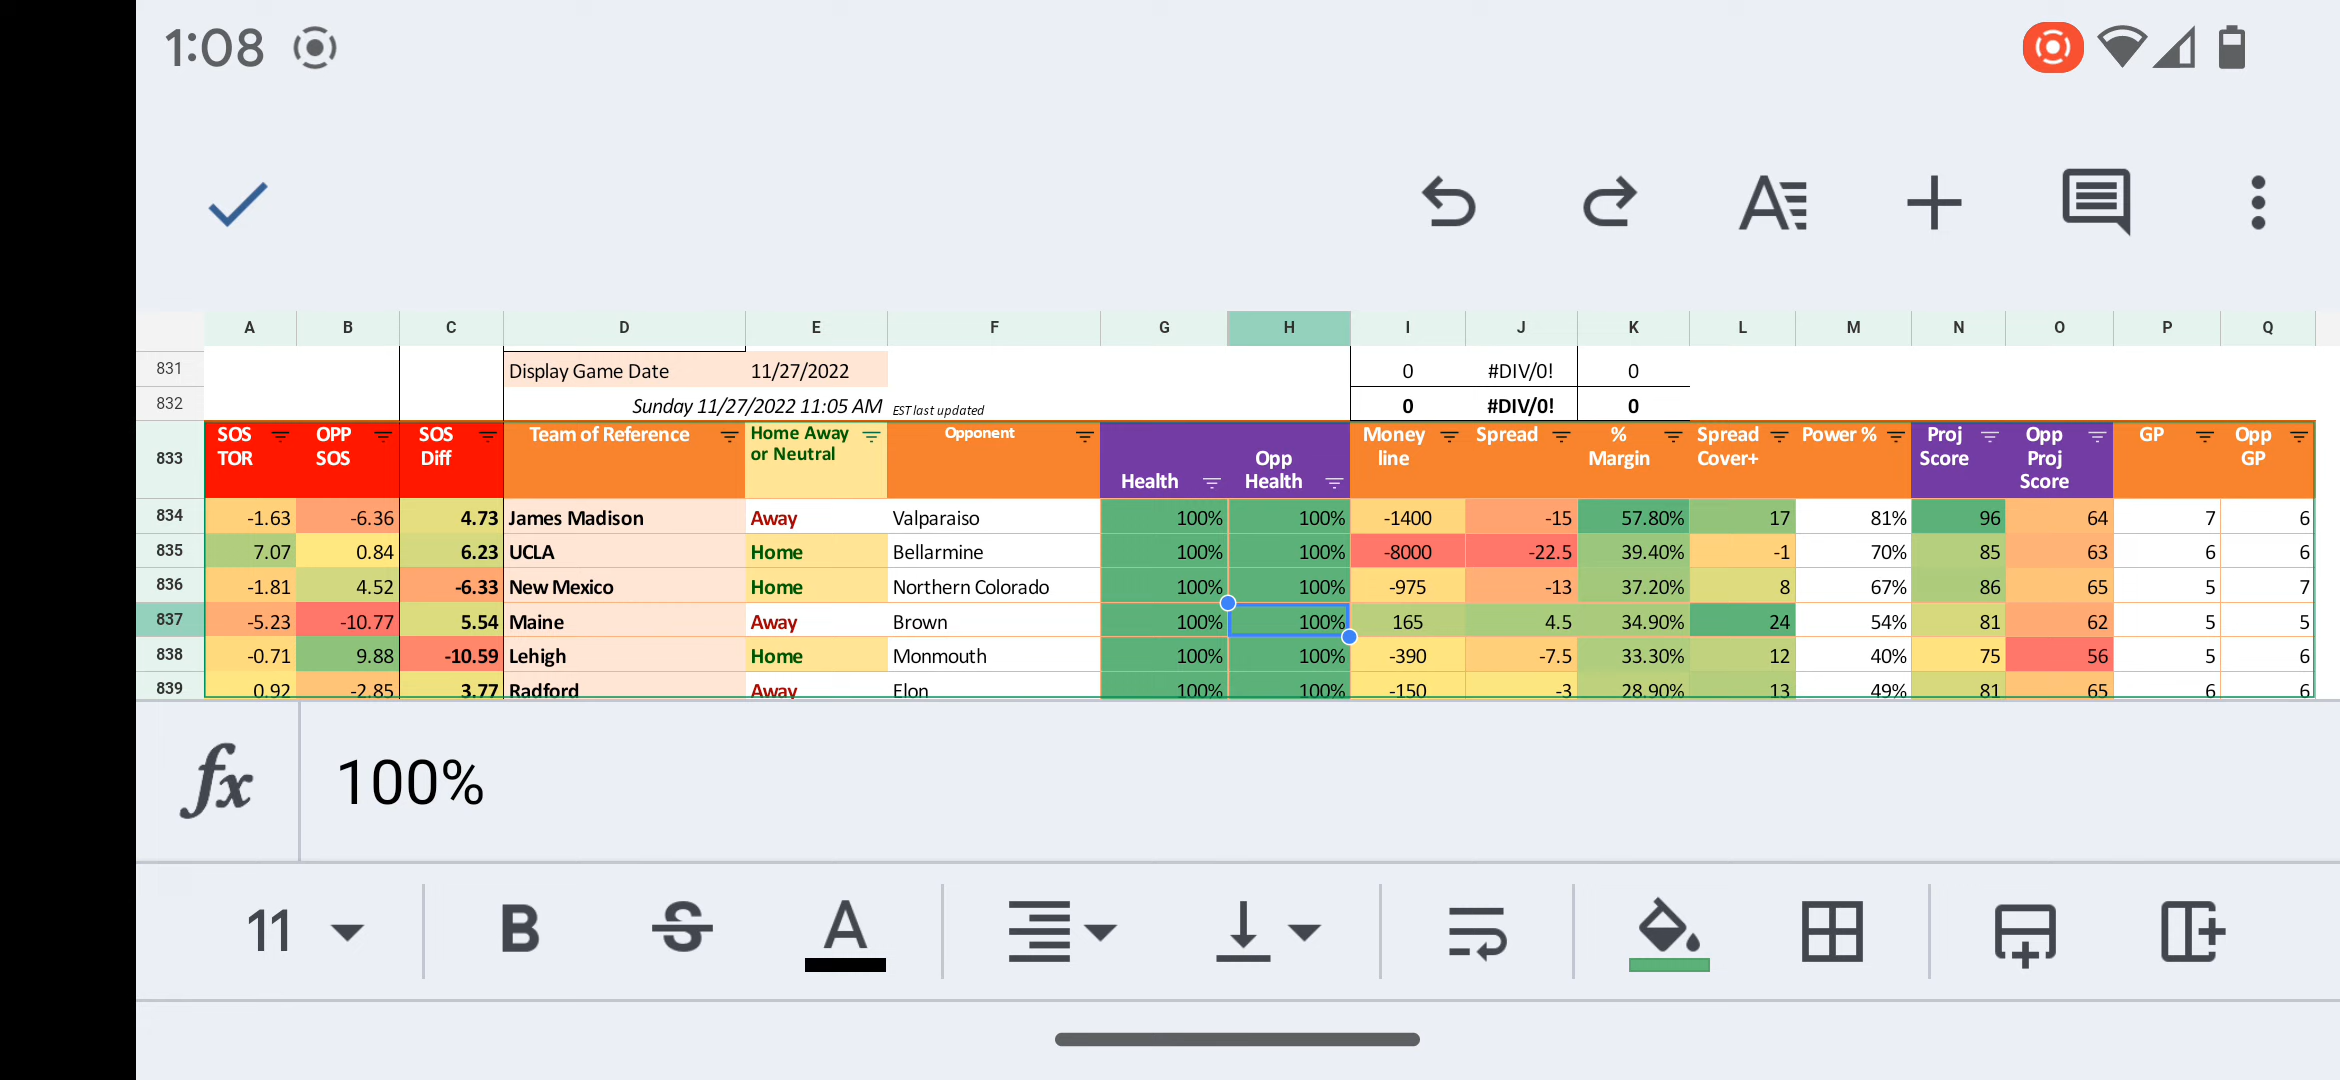 1:08
A B C D E F G H I J K L M N O P Q
831 Display Game Date 11/27/2022 0 #DIV/0! 0
832 Sunday 11/27/2022 11:05 AM EST last updated 0 #DIV/0! 0
833 SOS TOR OPP SOS SOS Diff Team of Reference Home Away or Neutral Opponent Health Opp Health Money line Spread % Margin Spread Cover+ Power % Proj Score Opp Proj Score GP Opp GP
834 -1.63 -6.36 4.73 James Madison Away Valparaiso 100% 100% -1400 -15 57.80% 17 81% 96 64 7 6
835 7.07 0.84 6.23 UCLA Home Bellarmine 100% 100% -8000 -22.5 39.40% -1 70% 85 63 6 6
836 -1.81 4.52 -6.33 New Mexico Home Northern Colorado 100% 100% -975 -13 37.20% 8 67% 86 65 5 7
837 -5.23 -10.77 5.54 Maine Away Brown 100% 100% 165 4.5 34.90% 24 54% 81 62 5 5
838 -0.71 9.88 -10.59 Lehigh Home Monmouth 100% 100% -390 -7.5 33.30% 12 40% 75 56 5 6
839 0.92 -2.85 3.77 Radford Away Elon 100% 100% -150 -3 28.90% 13 49% 81 65 6 6
fx 100%
11 B S A